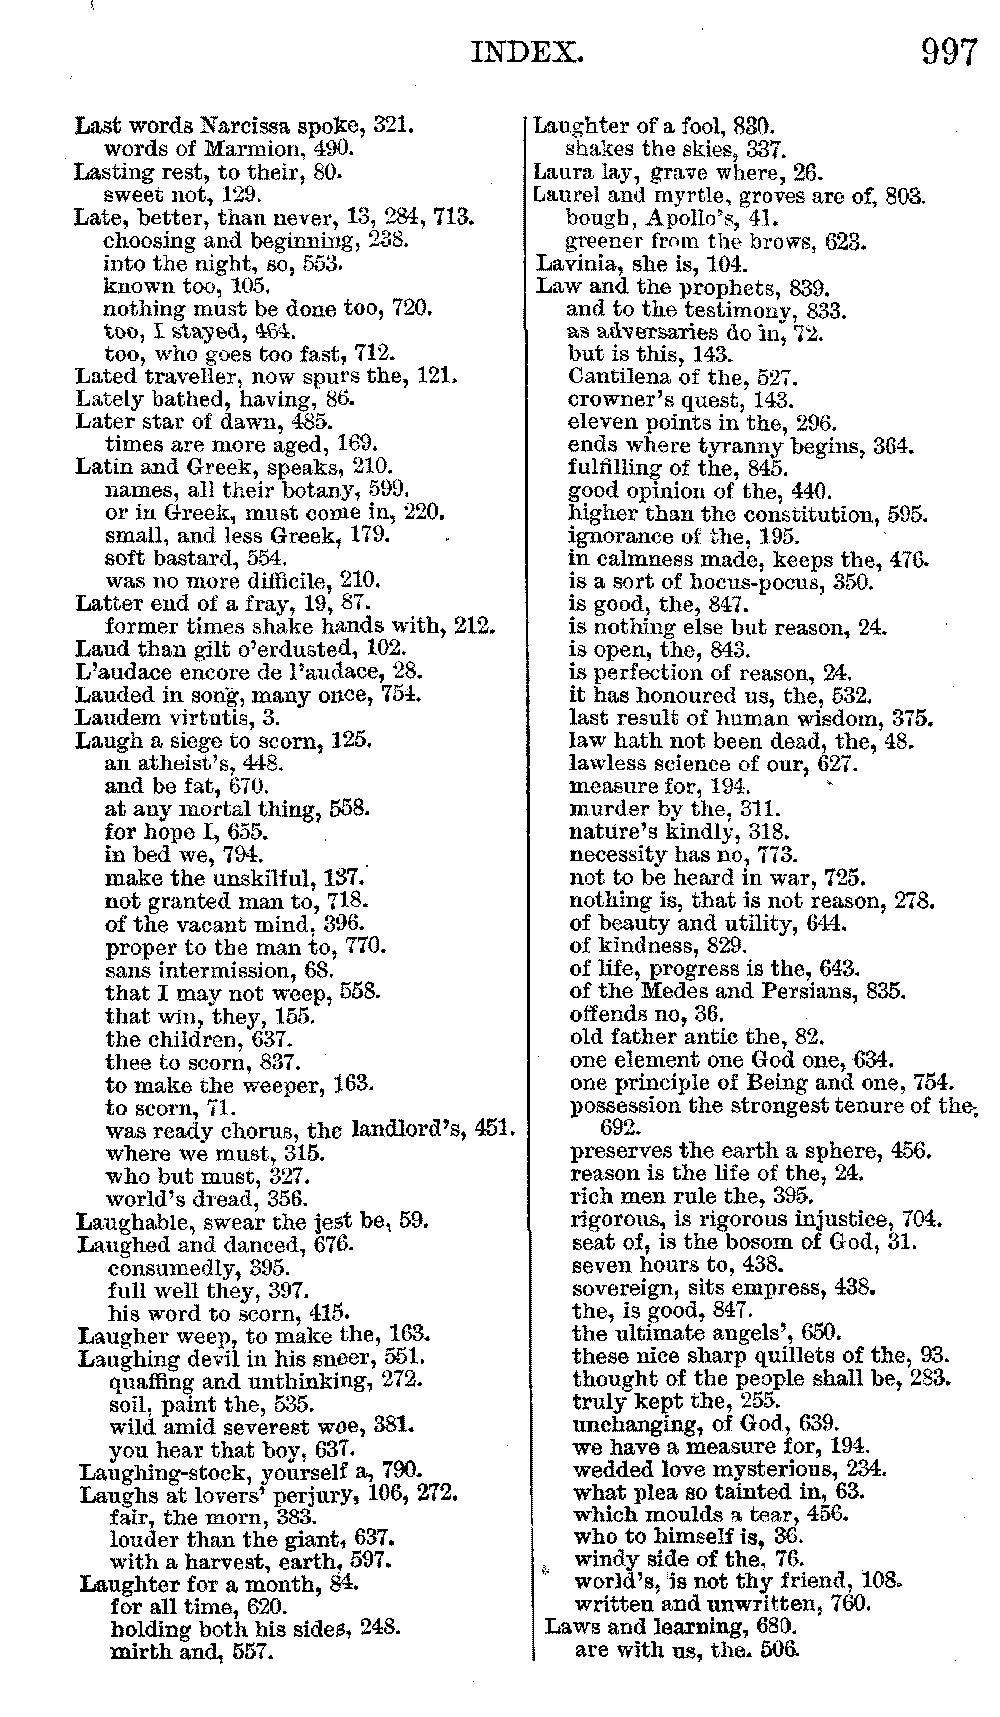 INDEX. 997
Last words Narcissa spoke, 321.
words of Marmion, 490.
Lasting rest, to their, 80.
sweet not, 129.
Late, better, than never, 13, 284, 713.
choosing and beginning, 238.
into the night, so, 553.
known too, 105.
nothing must be done too, 720.
too, I stayed, 464.
too, who goes too fast, 712.
Lated traveller, now spurs the, 121.
Lately bathed, having, 86.
Later star of dawn, 485.
times are more aged, 169.
Latin and Greek, speaks, 210.
names, all their botany, 599.
or in Greek, must come in, 220.
small, and less Greek, 179.
soft bastard, 554.
was no more difficile, 210.
Latter end of a fray, 19, 87.
former times shake hands with, 212.
Laud than gilt o'erdusted, 102.
L'audace encore de l'audace, 28.
Lauded in song, many once, 754.
Laudem virtutis, 3.
Laugh a siege to scorn, 125.
an atheist's, 448.
and be fat, 670.
at any mortal thing, 558.
for hope I, 655.
in bed we, 794.
make the unskilful, 137.
not granted man to, 718.
of the vacant mind, 396.
proper to the man to, 770.
sans intermission, 68.
that I may not weep, 558.
that win, they, 155.
the children, 637.
thee to scorn, 837.
to make the weeper, 163.
to scorn, 71.
was ready chorus, the landlord's, 451.
where we must, 315.
who but must, 327.
world's dread, 356.
Laughable, swear the jest be, 59.
Laughed and danced, 676.
consumedly, 395.
full well they, 397.
his word to scorn, 415.
Laugher weep, to make the, 163.
Laughing devil in his sneer, 551.
quaffing and unthinking, 272.
soil, paint the, 535.
wild amid severest woe, 381.
you hear that boy, 637.
Laughing-stock, yourself a, 790.
Laughs at lovers' perjury, 106, 272.
fair, the morn, 383.
louder than the giant, 637.
with a harvest, earth, 597.
Laughter for a month, 84.
for all time, 620.
holding both his sides, 248.
mirth and, 557.
Laughter of a fool, 830.
shakes the skies, 337.
Laura lay, grave where, 26.
Laurel and myrtle, groves are of, 803.
bough, Apollo's, 41.
greener from the brows, 623.
Lavinia, she is, 104.
Law and the prophets, 839.
and to the testimony, 833.
as adversaries do in, 72.
but is this, 143.
Cantilena of the, 527.
crowner's quest, 143.
eleven points in the, 296.
ends where tyranny begins, 364.
fulfilling of the, 845.
good opinion of the, 440.
higher than the constitution, 595.
ignorance of the, 195.
in calmness made, keeps the, 476.
is a sort of hocus-pocus, 350.
is good, the, 847.
is nothing else but reason, 24.
is open, the, 843.
is perfection of reason, 24.
it has honoured us, the, 532.
last result of human wisdom, 375.
law hath not been dead, the, 48.
lawless science of our, 627.
measure for, 194.
murder by the, 311.
nature's kindly, 318.
necessity has no, 773.
not to be heard in war, 725.
nothing is, that is not reason, 278.
of beauty and utility, 644.
of kindness, 829.
of life, progress is the, 643.
of the Medes and Persians, 835.
offends no, 36.
old father antic the, 82.
one element one God one, 634.
one principle of Being and one, 754.
possession the strongest tenure of the,
692.
preserves the earth a sphere, 456.
reason is the life of the, 24.
rich men rule the, 395.
rigorous, is rigorous injustice, 704.
seat of, is the bosom of God, 31.
seven hours to, 438.
sovereign, sits empress, 438.
the, is good, 847.
the ultimate angels', 650.
these nice sharp quillets of the, 93.
thought of the people shall be, 283.
truly kept the, 255.
unchanging, of God, 639.
we have a measure for, 194.
wedded love mysterious, 234.
what plea so tainted in, 63.
which moulds a tear, 456.
who to himself is, 36.
windy side of the, 76.
world's, is not thy friend, 108.
written and unwritten, 760.
Laws and learning, 680.
are with us, the. 506.